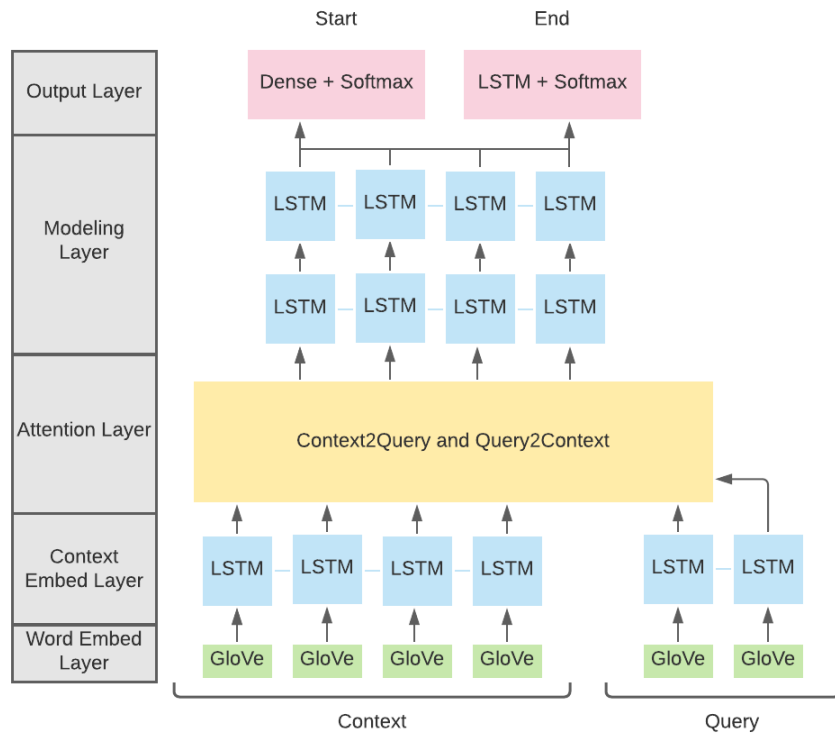 Start End
Output Layer
Dense + Softmax LSTM + Softmax
Modeling
Layer
LSTM LSTM LSTM LSTM
LSTM LSTM LSTM LSTM
Attention Layer
Context2Query and Query2Context
Context
Embed Layer
LSTM LSTM LSTM LSTM LSTM LSTM
Word Embed
Layer
GloVe GloVe GloVe GloVe GloVe GloVe
Context Query